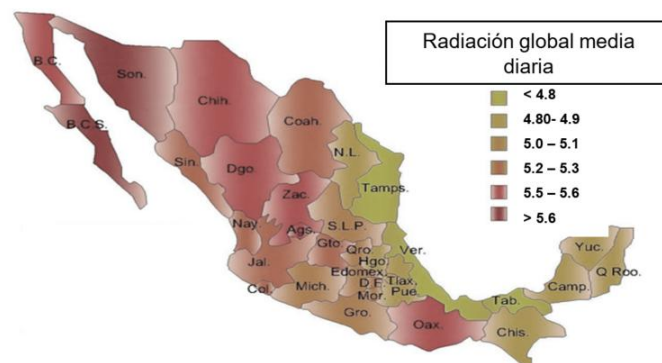 Radiación global media
diaria
< 4.8
4.80- 4.9
5.0 – 5.1
5.2 – 5.3
5.5 – 5.6
> 5.6
B.C.
Son.
Chih.
B.C.S.
Coah.
N.L.
Sin.
Dgo.
Tamps.
Zac.
Nay.
Ags.
S.L.P.
Gto.
Qro.
Ver.
Hgo.
Jal.
Edomex.
Tlax.
D.F.
Col.
Mich.
Mor.
Pue.
Gro.
Oax.
Tab.
Chis.
Camp.
Yuc.
Q Roo.